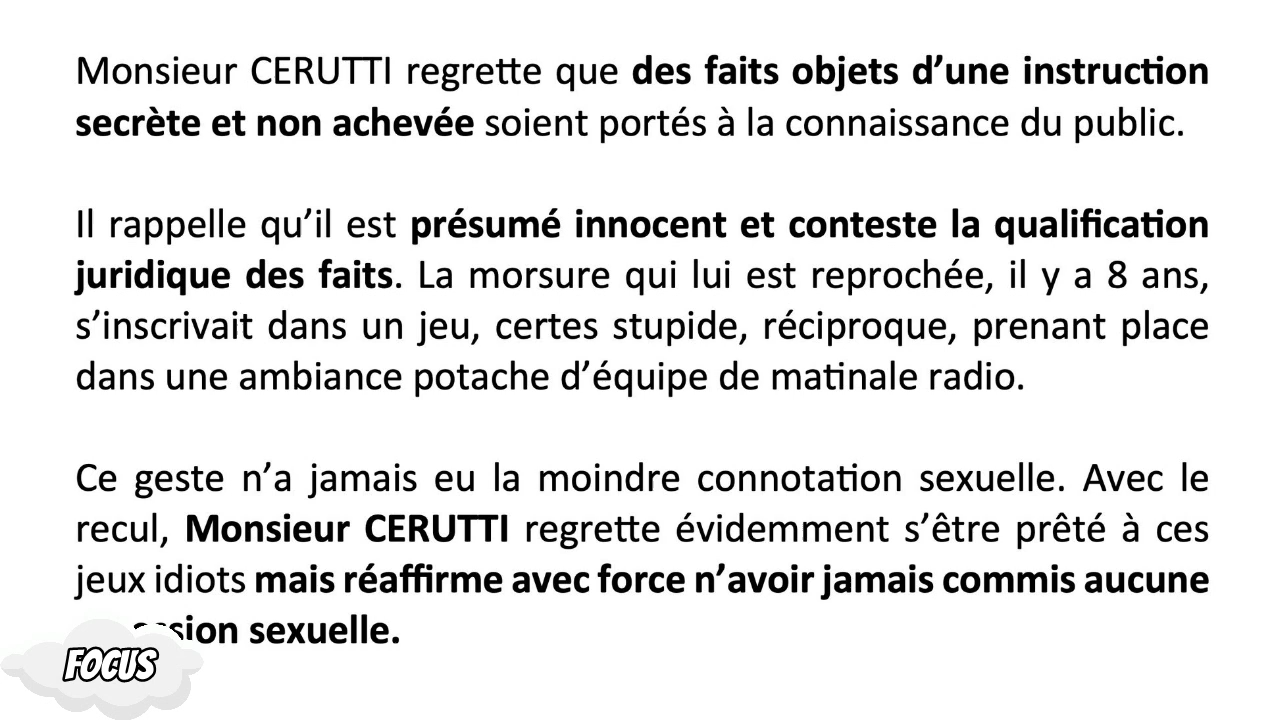 Monsieur CERUTTI regrette que des faits objets d’une instruction
secrète et non achevée soient portés à la connaissance du public.
Il rappelle qu’il est présumé innocent et conteste la qualification
juridique des faits. La morsure qui lui est reprochée, il y a 8 ans,
s’inscrivait dans un jeu, certes stupide, réciproque, prenant place
dans une ambiance potache d’équipe de matinale radio.
Ce geste n’a jamais eu la moindre connotation sexuelle. Avec le
recul, Monsieur CERUTTI regrette évidemment s’être prêté à ces
jeux idiots mais réaffirme avec force n’avoir jamais commis aucune
sexuelle.
FOCUS